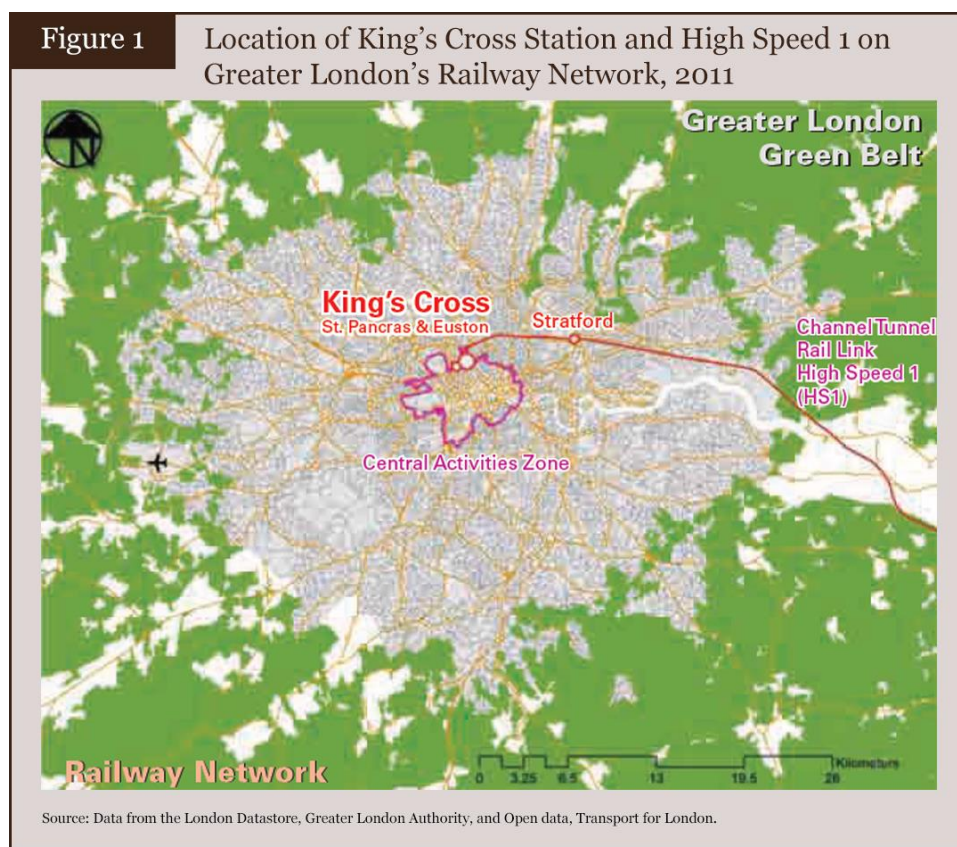 Figure 1
Location of King's Cross Station and High Speed 1 on
Greater London's Railway Network, 2011
N
Greater London
Green Belt
King's Cross
St. Pancras & Euston
Stratford
Channel Tunnel
Rail Link
High Speed 1
(HS1)
Central Activities Zone
Railway Network
Kilometers
0 3.25 6.5 13 19.5 26
Source: Data from the London Datastore, Greater London Authority, and Open data, Transport for London.